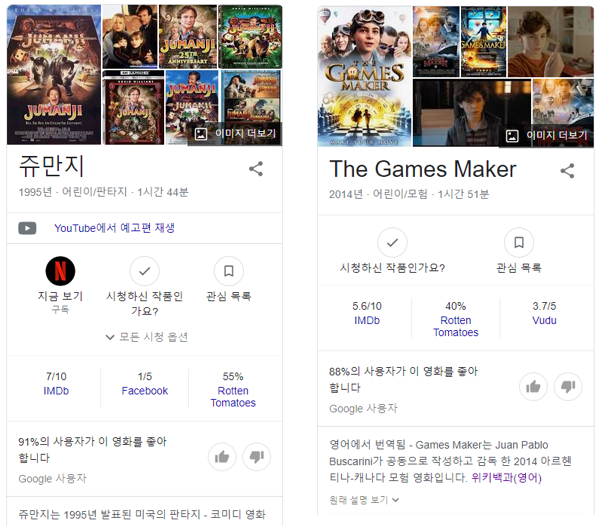 JUMANJI
JUMANJI
25TH ANNIVERSARY
JUMANJI
ROBIN WILLIAMS
JUMANJI
JUMANJI
이미지 더보기
쥬만지
1995년 · 어린이/판타지 · 1시간 44분
YouTube에서 예고편 재생
지금 보기
구독
시청하신 작품인
가요?
관심 목록
모든 시청 옵션
7/10
IMDb
1/5
Facebook
55%
Rotten
Tomatoes
91%의 사용자가 이 영화를 좋아
합니다
Google 사용자
쥬만지는 1995년 발표된 미국의 판타지 - 코미디 영화
THE
GAMES
MAKER
GAMES MAKER
이미지 더보기
The Games Maker
2014년 · 어린이/모험 · 1시간 51분
시청하신 작품인가요?
관심 목록
5.6/10
IMDb
40%
Rotten
Tomatoes
3.7/5
Vudu
88%의 사용자가 이 영화를 좋아
합니다
Google 사용자
영어에서 번역됨 - Games Maker는 Juan Pablo
Buscarini가 공동으로 작성하고 감독 한 2014 아르헨
티나-캐나다 모험 영화입니다. 위키백과(영어)
원래 설명 보기